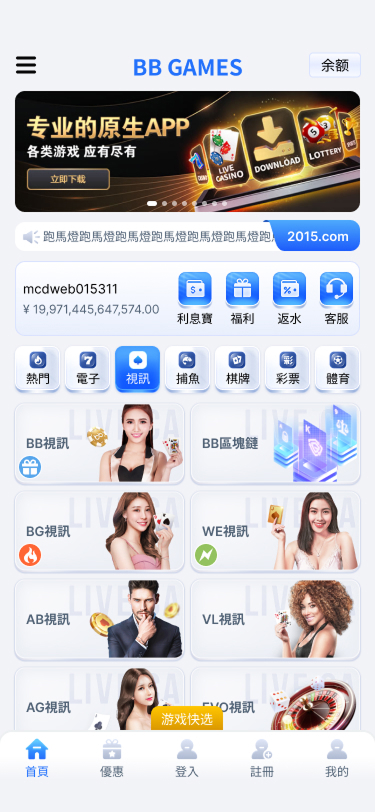 BB GAMES
余额
专业的原生APP
各类游戏 应有尽有
立即下载
LIVE CASINO
DOWNLOAD
LOTTERY
跑馬燈跑馬燈跑馬燈跑馬燈跑馬燈跑馬燈跑
2015.com
mcdweb015311
¥ 19,971,445,647,574.00
利息寶
福利
返水
客服
熱門
電子
視訊
捕魚
棋牌
彩票
體育
BB視訊
BB區塊鏈
BG視訊
WE視訊
AB視訊
VL視訊
AG視訊
EVO視訊
游戏快选
首頁
優惠
登入
註冊
我的